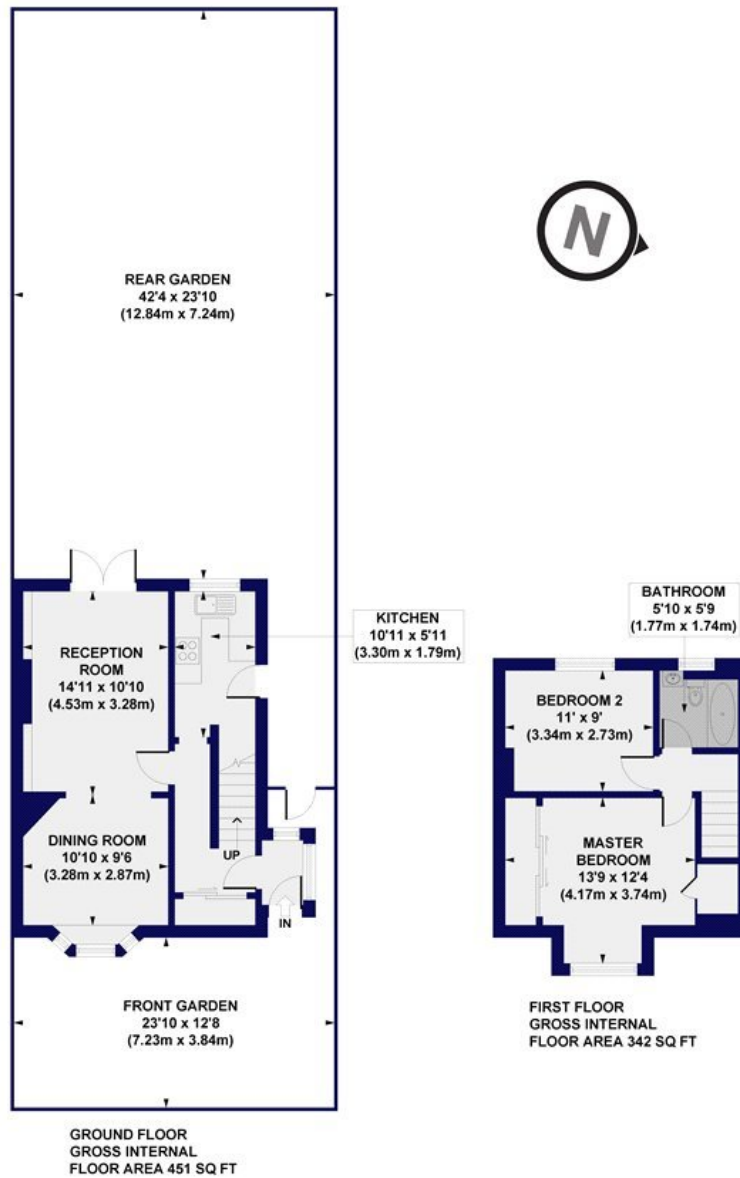 REAR GARDEN
42'4 x 23'10
(12.84m x 7.24m)
N
KITCHEN
10'11 x 5'11
(3.30m x 1.79m)
RECEPTION
ROOM
14'11 x 10'10
(4.53m x 3.28m)
DINING ROOM
10'10 x 9'6
(3.28m x 2.87m)
UP
IN
FRONT GARDEN
23'10 x 12'8
(7.23m x 3.84m)
GROUND FLOOR
GROSS INTERNAL
FLOOR AREA 451 SQ FT
BATHROOM
5'10 x 5'9
(1.77m x 1.74m)
BEDROOM 2
11' x 9'
(3.34m x 2.73m)
MASTER
BEDROOM
13'9 x 12'4
(4.17m x 3.74m)
FIRST FLOOR
GROSS INTERNAL
FLOOR AREA 342 SQ FT